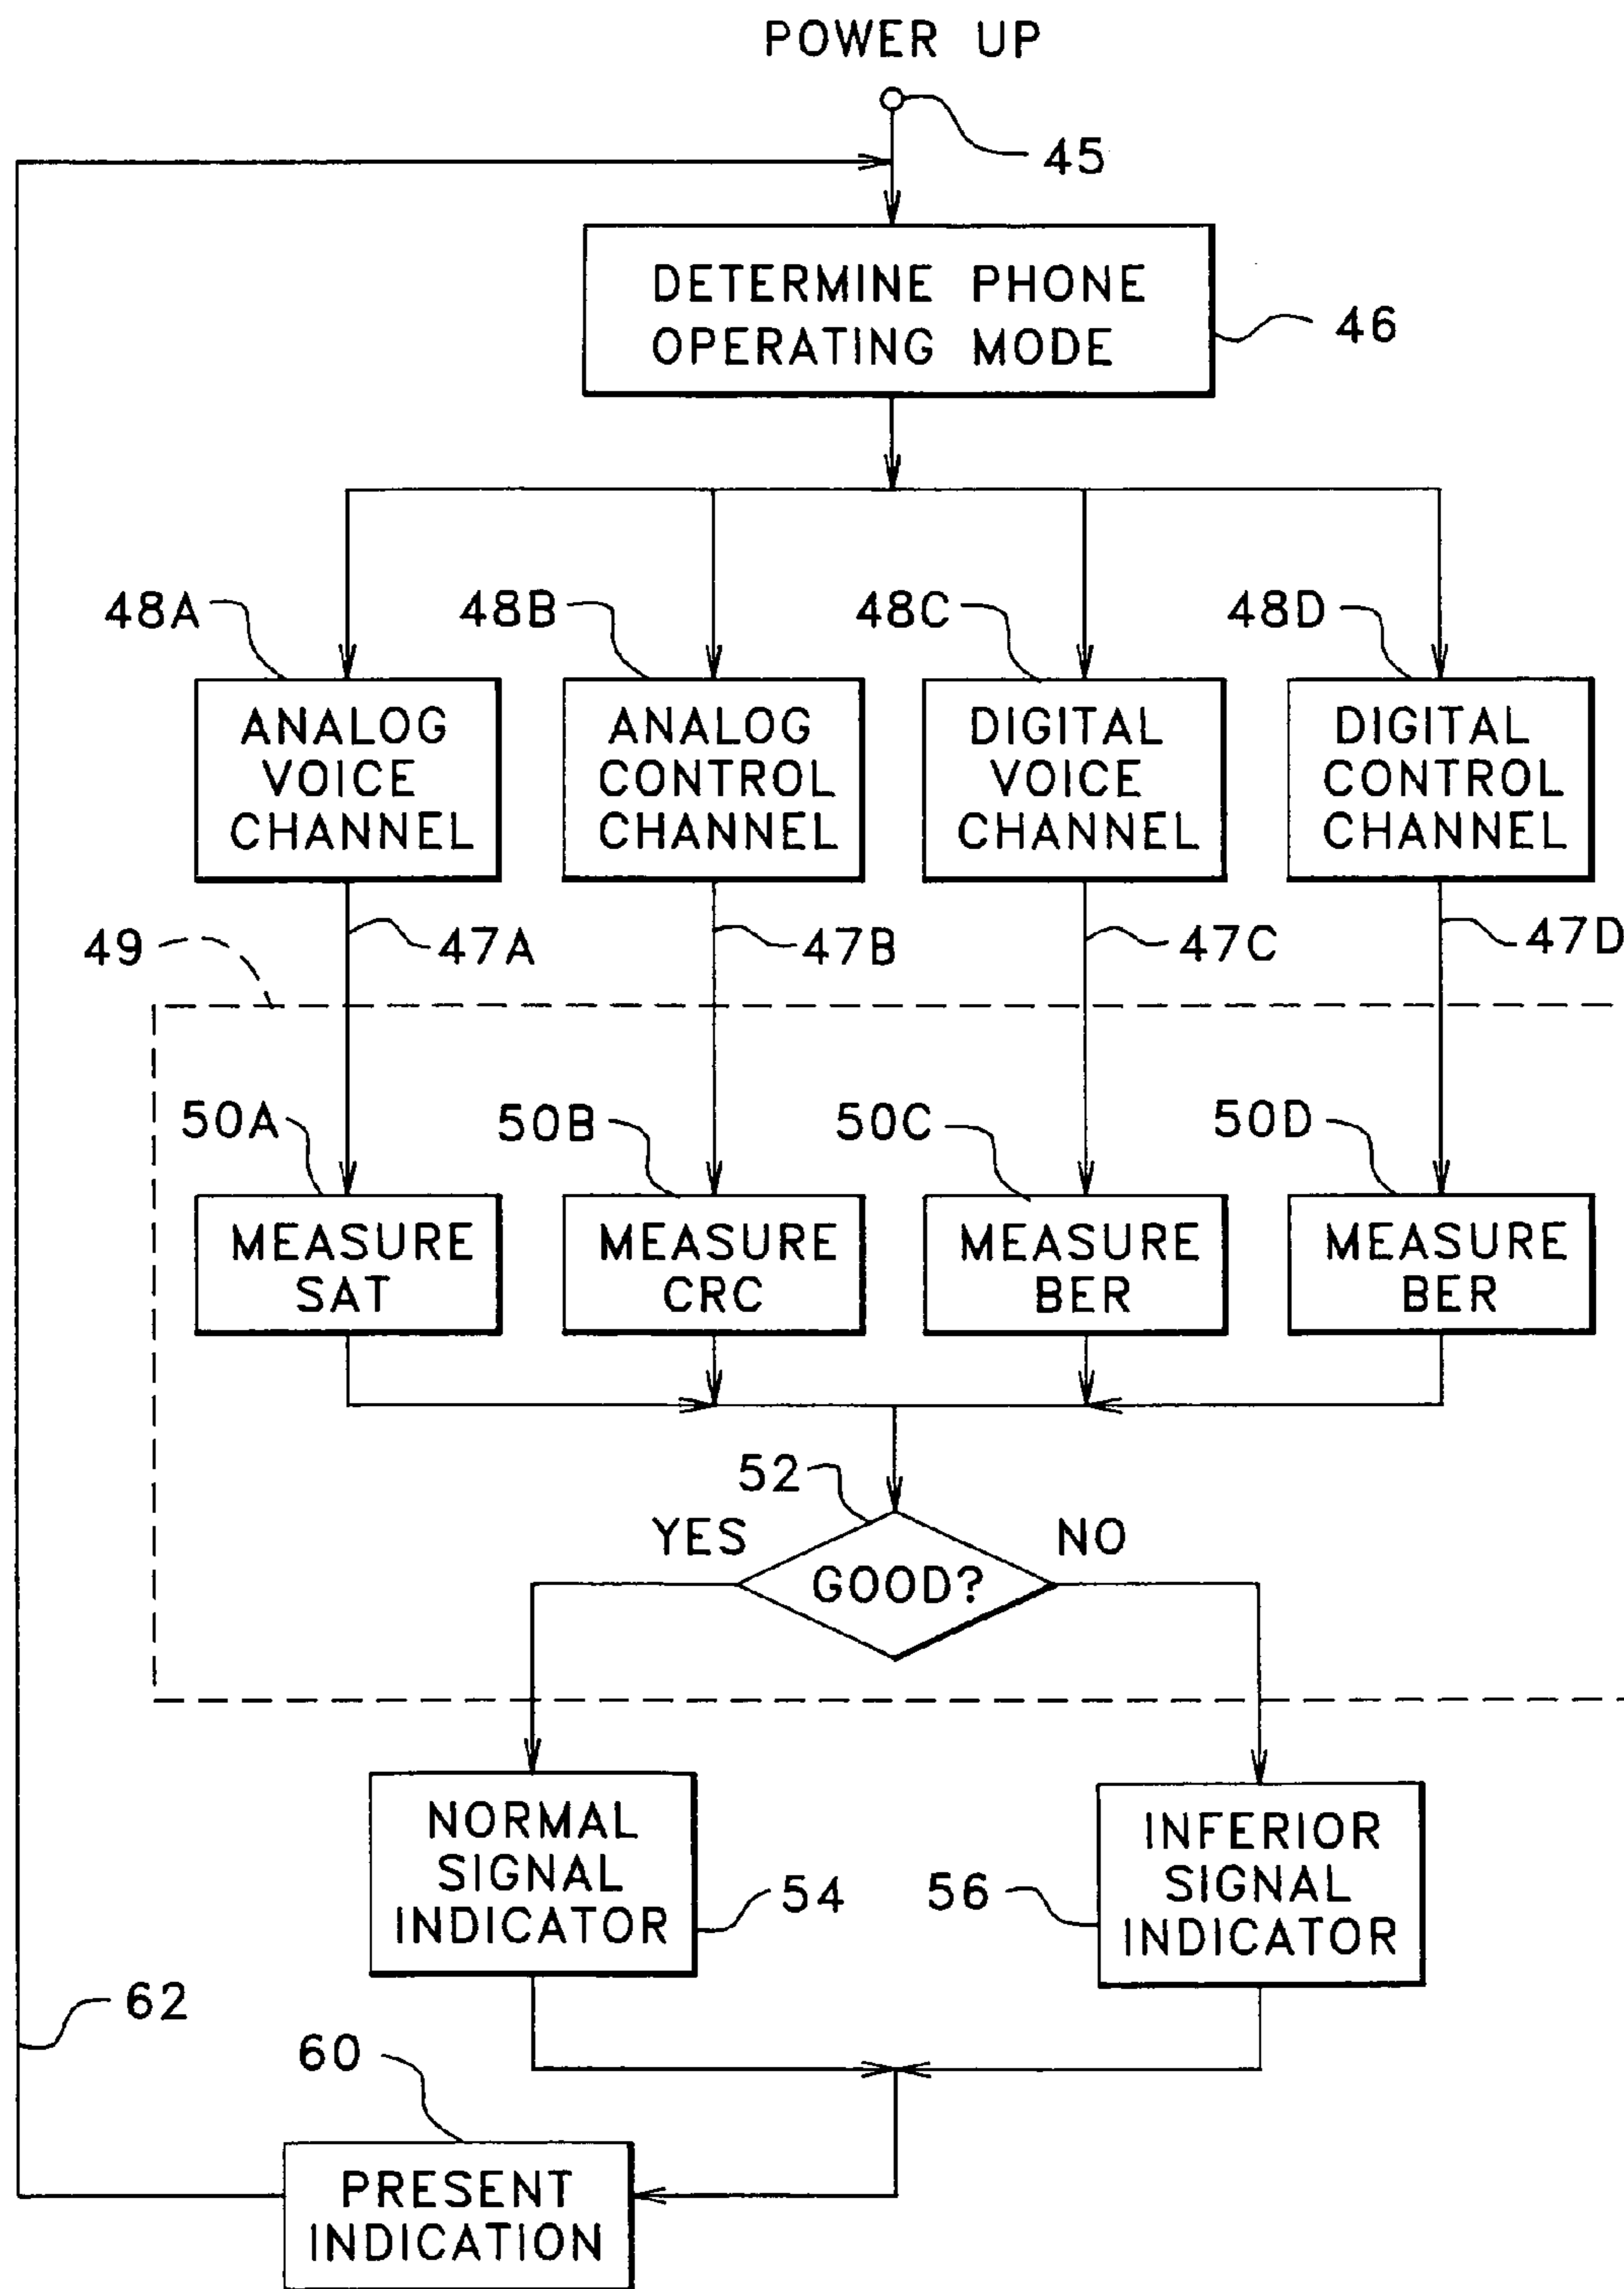 POWER UP
45
DETERMINE PHONE
OPERATING MODE
46
48A
48B
48C
48D
ANALOG
VOICE
CHANNEL
ANALOG
CONTROL
CHANNEL
DIGITAL
VOICE
CHANNEL
DIGITAL
CONTROL
CHANNEL
49
47A
47B
47C
47D
50A
50B
50C
50D
MEASURE
SAT
MEASURE
CRC
MEASURE
BER
MEASURE
BER
52
YES
NO
GOOD?
NORMAL
SIGNAL
INDICATOR
54
56
INFERIOR
SIGNAL
INDICATOR
62
60
PRESENT
INDICATION